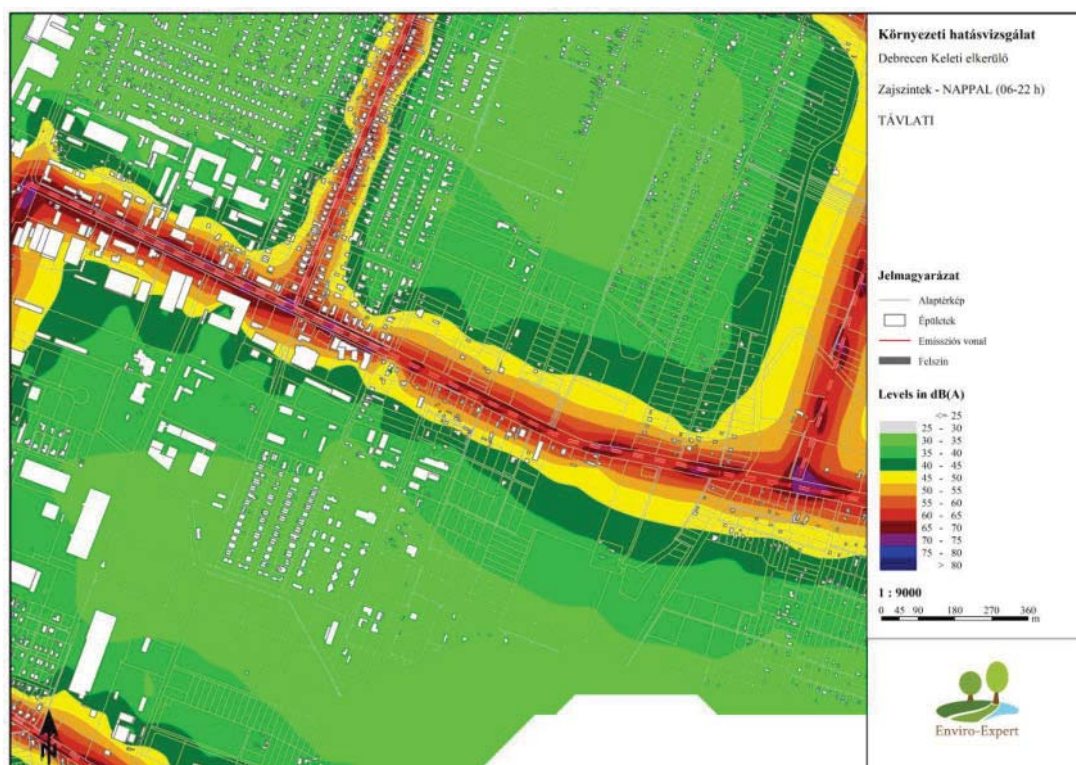 Környezeti hatásvizsgálat
Debrecen Keleti elkerülő
Zajszintek - NAPPAL (06-22 h)
TÁVLATI
Jelmagyarázat
Alaptérkép
Épületek
Emissziós vonal
Felszín
Levels in dB(A)
<= 25
25 - 30
30 - 35
35 - 40
40 - 45
45 - 50
50 - 55
55 - 60
60 - 65
65 - 70
70 - 75
75 - 80
> 80
1 : 9000
0 45 90 180 270 360
m
Enviro-Expert
N